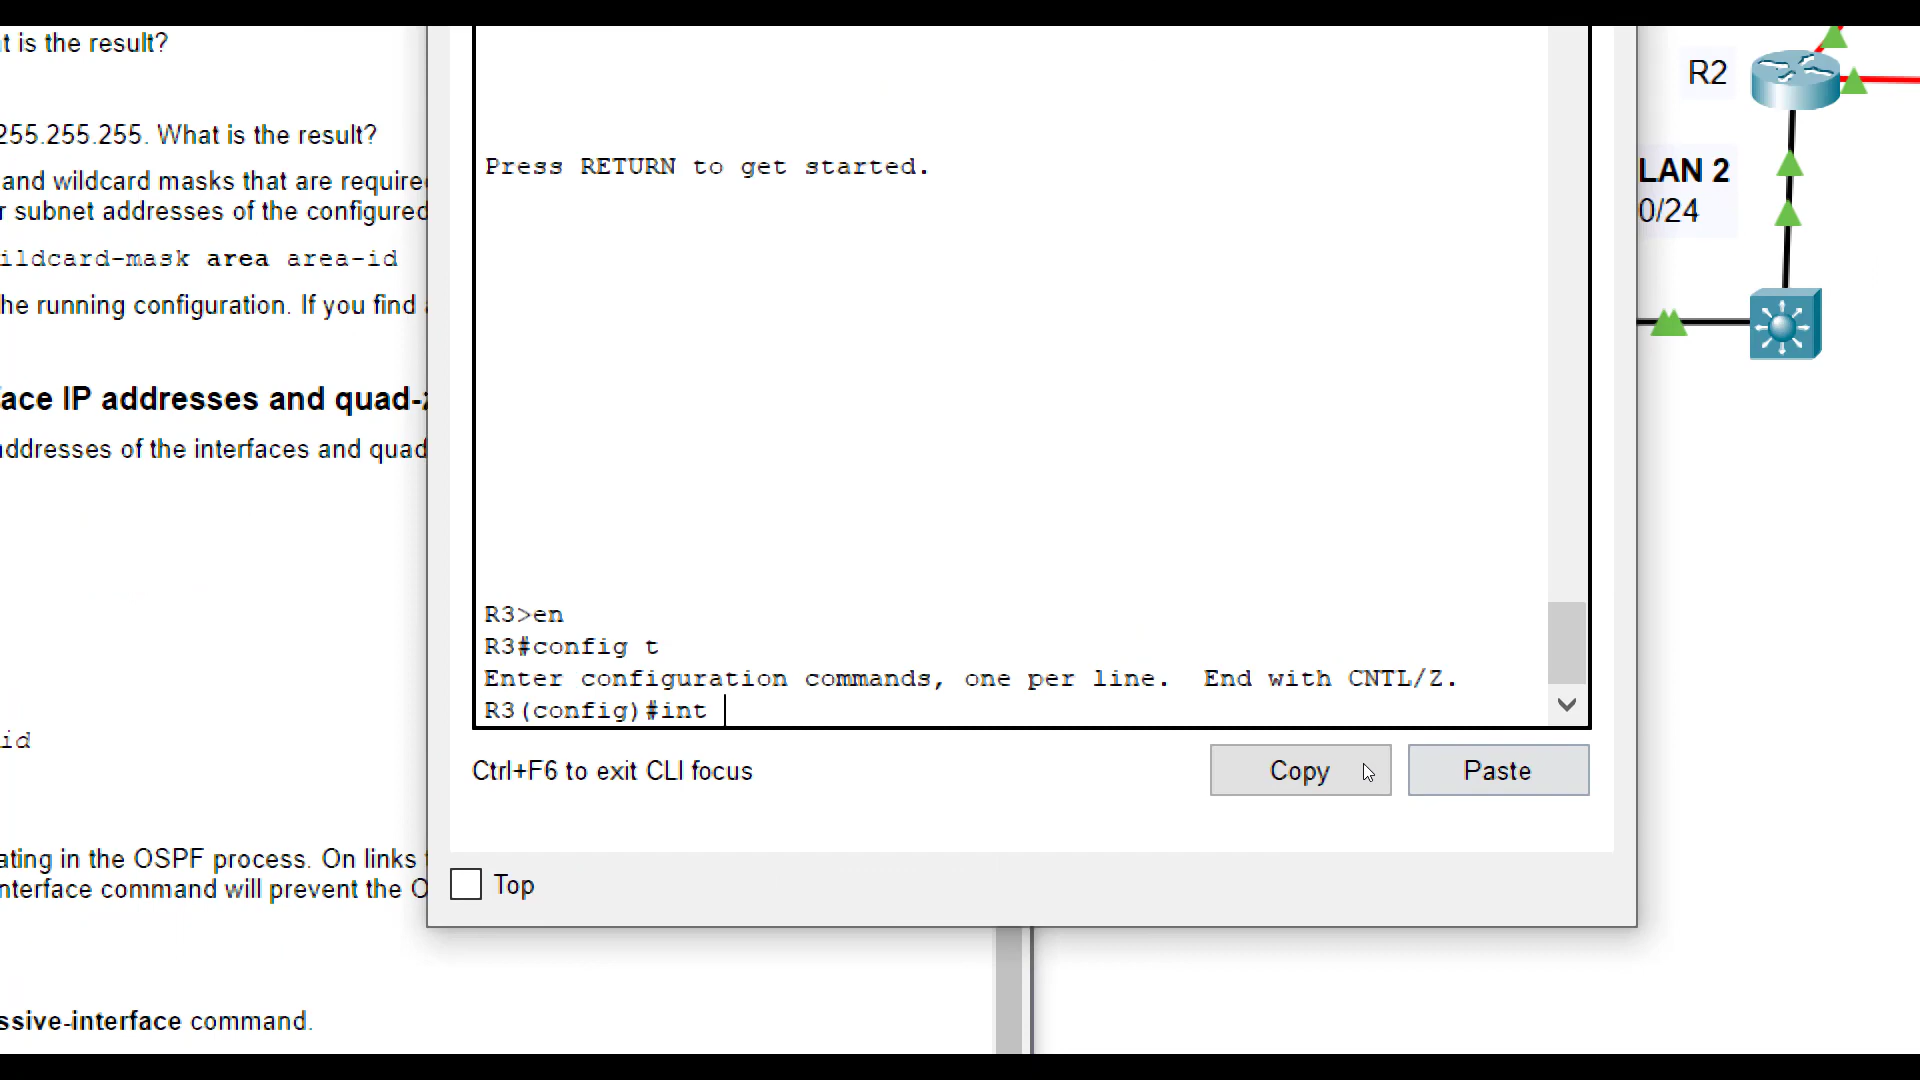 t is the result?
255.255.255. What is the result?
and wildcard masks that are require
r subnet addresses of the configured
ildcard-mask area area-id
he running configuration. If you find
ace IP addresses and quad-
addresses of the interfaces and quad
id
ating in the OSPF process. On links
nterface command will prevent the O
ssive-interface command.
Press RETURN to get started.
R3>en
R3#config t
Enter configuration commands, one per line.  End with CNTL/Z.
R3(config)#int
Ctrl+F6 to exit CLI focus
Copy
Paste
Top
R2
LAN 2
0/24